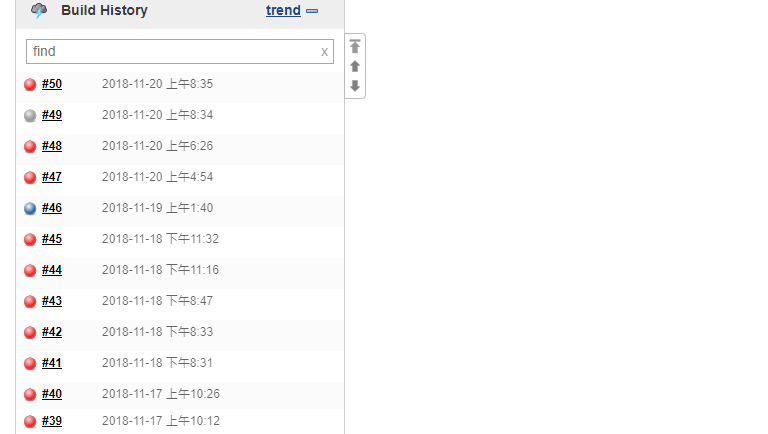 Build History trend
find x
#50 2018-11-20 上午8:35
#49 2018-11-20 上午8:34
#48 2018-11-20 上午6:26
#47 2018-11-20 上午4:54
#46 2018-11-19 上午1:40
#45 2018-11-18 下午11:32
#44 2018-11-18 下午11:16
#43 2018-11-18 下午8:47
#42 2018-11-18 下午8:33
#41 2018-11-18 下午8:31
#40 2018-11-17 上午10:26
#39 2018-11-17 上午10:12